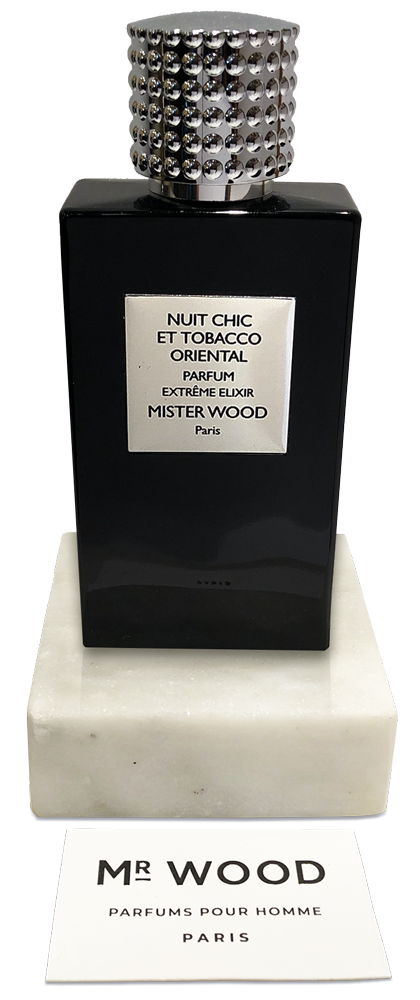 NUIT CHIC
ET TOBACCO
ORIENTAL
PARFUM
EXTRÊME ELIXIR
MISTER WOOD
Paris
MR WOOD
PARFUMS POUR HOMME
PARIS